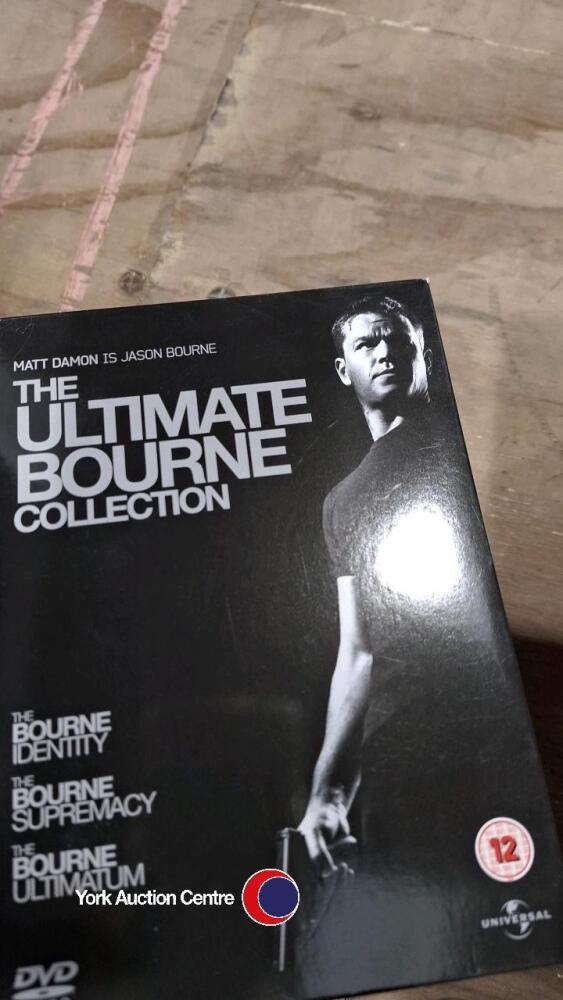 MATT DAMON IS JASON BOURNE
THE
ULTIMATE
BOURNE
COLLECTION
THE
BOURNE
IDENTITY
THE
BOURNE
SUPREMACY
THE
BOURNE
ULTIMATUM
York Auction Centre
12
UNIVERSAL
DVD